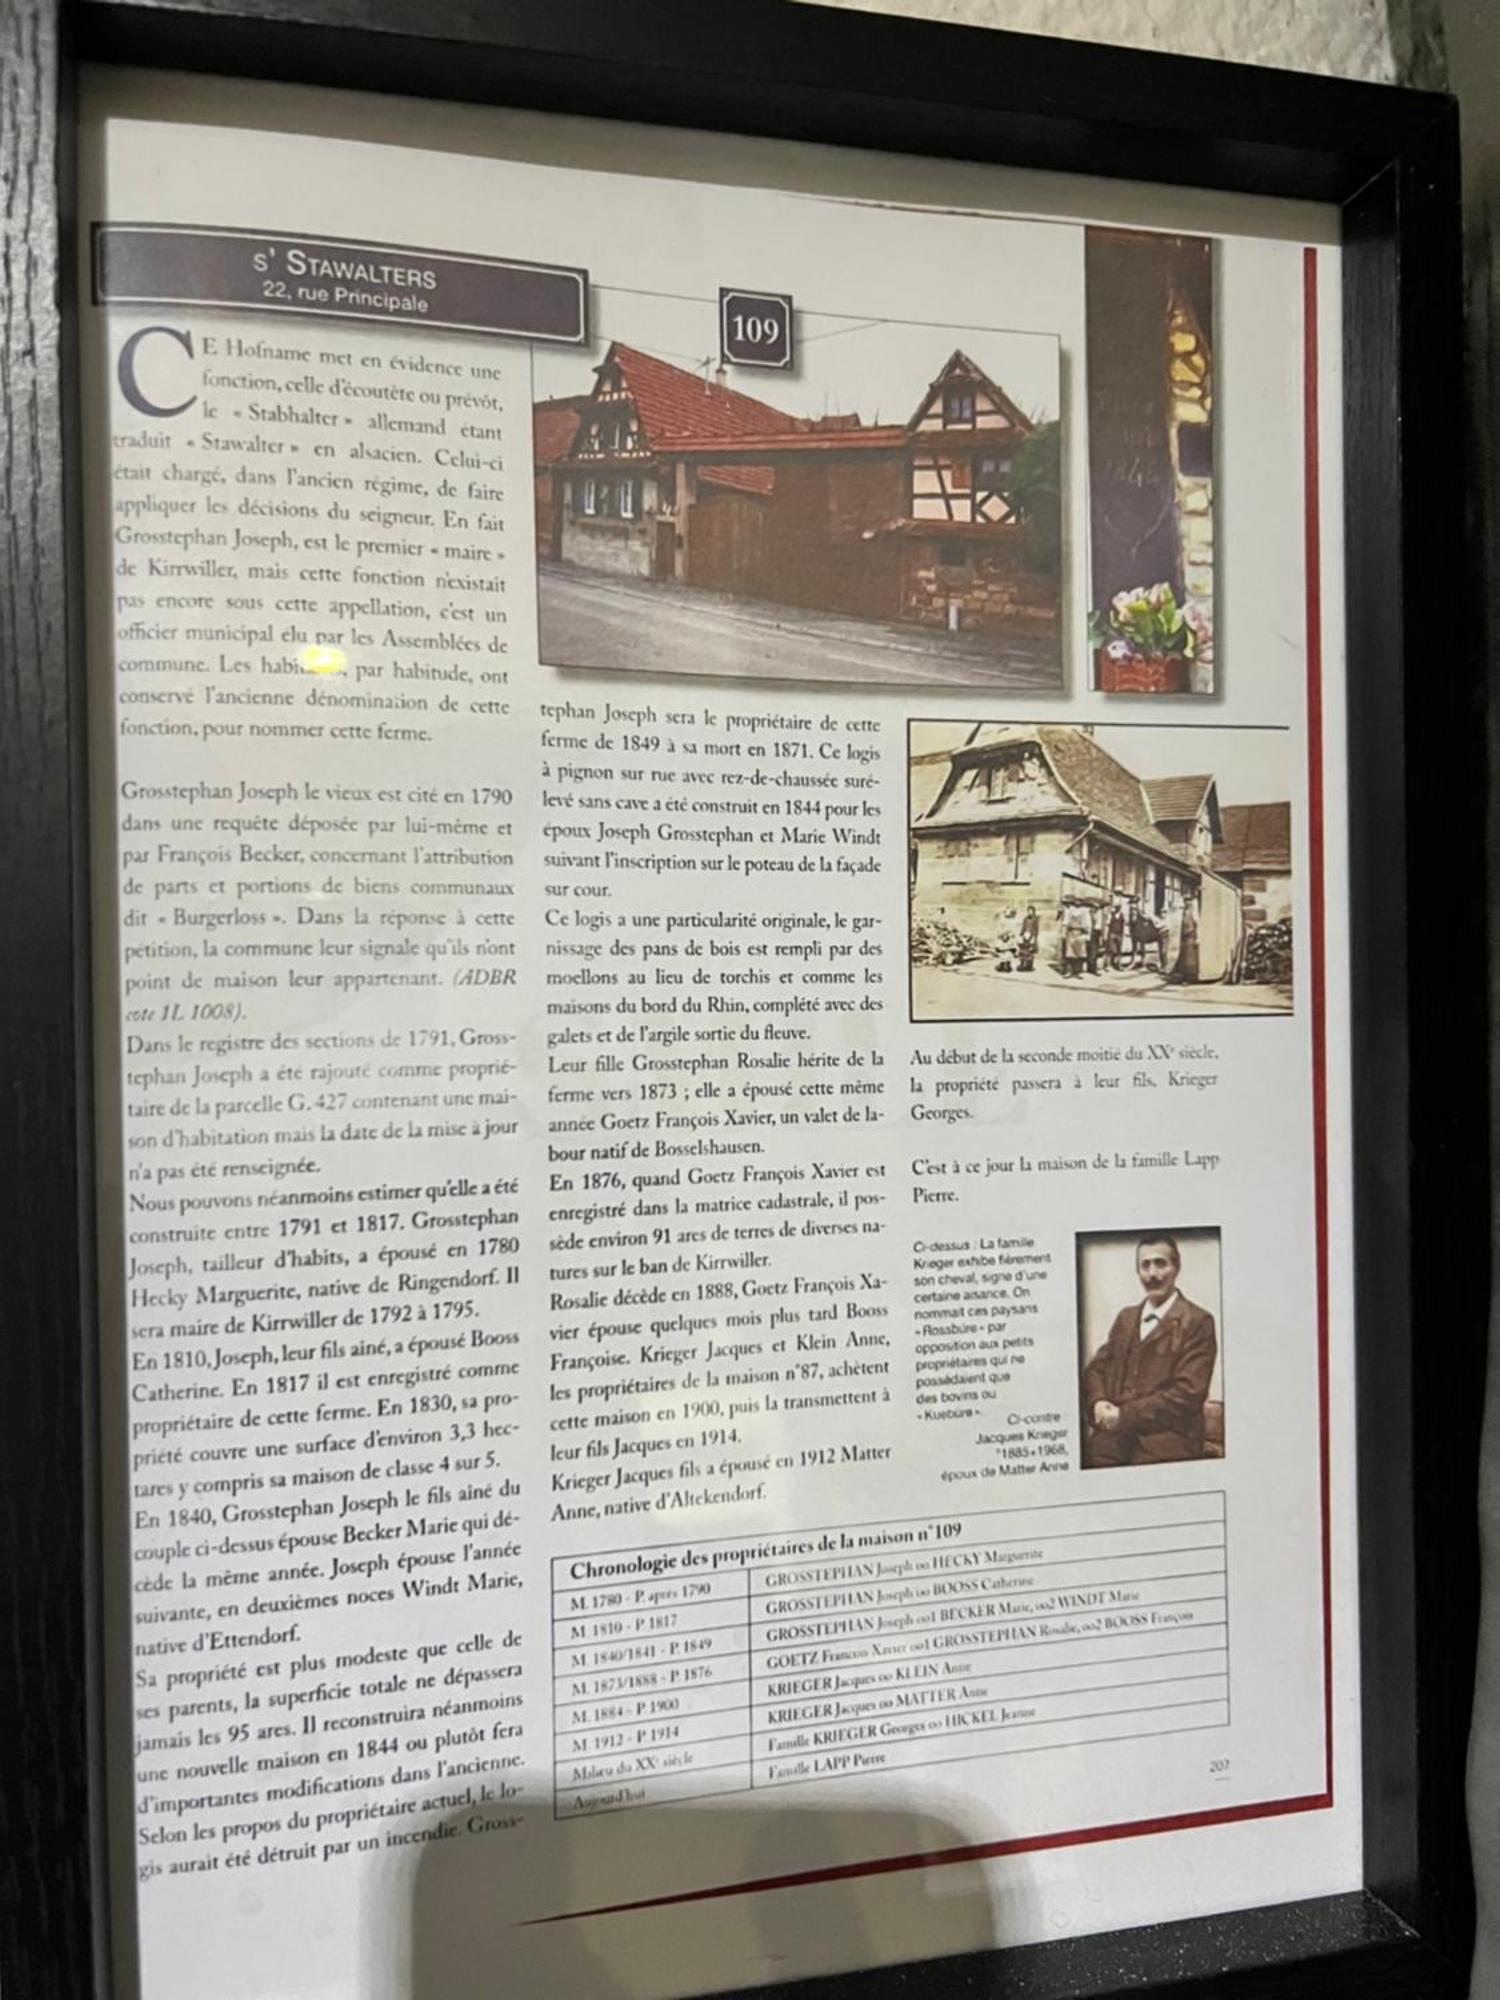 s' STAWALTERS
22, rue Principale
109
CE Hofname met en évidence une
fonction, celle d'écoutète ou prévôt,
le « Stabhalter » allemand étant
traduit « Stawalter » en alsacien. Celui-ci
était chargé, dans l'ancien régime, de faire
appliquer les décisions du seigneur. En fait
Grosstephan Joseph, est le premier « maire »
de Kirrwiller, mais cette fonction n'existait
pas encore sous cette appellation, c'est un
officier municipal élu par les Assemblées de
commune. Les par habitude, ont
conservé l'ancienne dénomination de cette
fonction, pour nommer cette ferme.
Grosstephan Joseph le vieux est cité en 1790
dans une requête déposée par lui-même et
par François Becker, concernant l'attribution
de parts et portions de biens communaux
dit « Burgerloss ». Dans la réponse à cette
pétition, la commune leur signale qu'ils n'ont
point de maison leur appartenant. (ADBR
cote 1L 1008).
Dans le registre des sections de 1791, Gross-
tephan Joseph a été rajouté comme proprié-
taire de la parcelle G. 427 contenant une mai-
son d'habitation mais la date de la mise à jour
n'a pas été renseignée.
Nous pouvons néanmoins estimer qu'elle a été
construite entre 1791 et 1817. Grosstephan
Joseph, tailleur d'habits, a épousé en 1780
Hecky Marguerite, native de Ringendorf. Il
sera maire de Kirrwiller de 1792 à 1795.
En 1810, Joseph, leur fils aîné, a épousé Booss
Catherine. En 1817 il est enregistré comme
propriétaire de cette ferme. En 1830, sa pro-
priété couvre une surface d'environ 3,3 hec-
tares y compris sa maison de classe 4 sur 5.
En 1840, Grosstephan Joseph le fils aîné du
couple ci-dessus épouse Becker Marie qui dé-
cède la même année. Joseph épouse l'année
suivante, en deuxièmes noces Windt Marie,
native d'Ettendorf.
Sa propriété est plus modeste que celle de
ses parents, la superficie totale ne dépassera
jamais les 95 ares. Il reconstruira néanmoins
une nouvelle maison en 1844 ou plutôt fera
d'importantes modifications dans l'ancienne.
Selon les propos du propriétaire actuel, le lo-
gis aurait été détruit par un incendie. Gross-
tephan Joseph sera le propriétaire de cette
ferme de 1849 à sa mort en 1871. Ce logis
à pignon sur rue avec rez-de-chaussée suré-
levé sans cave a été construit en 1844 pour les
époux Joseph Grosstephan et Marie Windt
suivant l'inscription sur le poteau de la façade
sur cour.
Ce logis a une particularité originale, le gar-
nissage des pans de bois est rempli par des
moellons au lieu de torchis et comme les
maisons du bord du Rhin, complété avec des
galets et de l'argile sortie du fleuve.
Leur fille Grosstephan Rosalie hérite de la
ferme vers 1873 ; elle a épousé cette même
année Goetz François Xavier, un valet de la-
bour natif de Bosselshausen.
En 1876, quand Goetz François Xavier est
enregistré dans la matrice cadastrale, il pos-
sède environ 91 ares de terres de diverses na-
tures sur le ban de Kirrwiller.
Rosalie décède en 1888, Goetz François Xa-
vier épouse quelques mois plus tard Booss
Françoise. Krieger Jacques et Klein Anne,
les propriétaires de la maison n°87, achètent
cette maison en 1900, puis la transmettent à
leur fils Jacques en 1914.
Krieger Jacques fils a épousé en 1912 Matter
Anne, native d'Altekendorf.
Au début de la seconde moitié du XXe siècle,
la propriété passera à leur fils, Krieger
Georges.
C'est à ce jour la maison de la famille Lapp
Pierre.
Ci-dessus : La famille
Krieger exhibe fièrement
son cheval, signe d'une
certaine aisance. On
nommait ces paysans
« Rossbüre » par
opposition aux petits
propriétaires qui ne
possédaient que
des bovins ou
« Kuebüre ».
Ci-contre :
Jacques Krieger
*1885+1968,
époux de Matter Anne
Chronologie des propriétaires de la maison n°109
M. 1780 - P. après 1790 GROSSTEPHAN Joseph oo HECKY Marguerite
M. 1810 - P. 1817 GROSSTEPHAN Joseph oo BOOSS Catherine
M. 1840/1841 - P. 1849 GROSSTEPHAN Joseph oo1 BECKER Marie, oo2 WINDT Marie
M. 1873/1888 - P. 1876 GOETZ Francois Xavier oo1 GROSSTEPHAN Rosalie, oo2 BOOSS François
M. 1884 - P. 1900 KRIEGER Jacques oo KLEIN Anne
M. 1912 - P. 1914 KRIEGER Jacques oo MATTER Anne
Milieu du XXe siècle Famille KRIEGER Georges oo HICKEL Jeanne
Aujourd'hui Famille LAPP Pierre
207